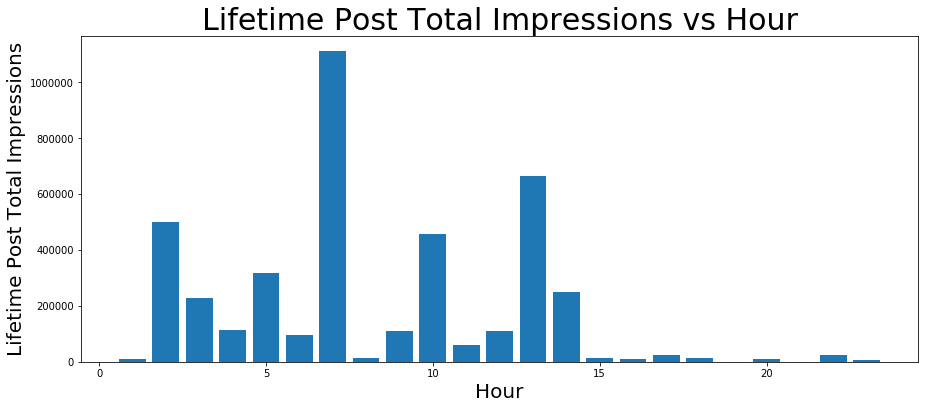 Lifetime Post Total Impressions vs Hour
Lifetime Post Total Impressions
1000000
800000
600000
400000
200000
0
0 5 10 15 20
Hour